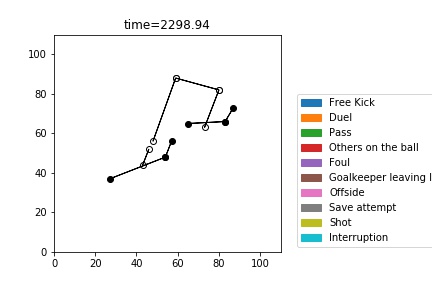 time=2298.94
100
80
60
40
20
0
0 20 40 60 80 100
Free Kick
Duel
Pass
Others on the ball
Foul
Goalkeeper leaving l
Offside
Save attempt
Shot
Interruption